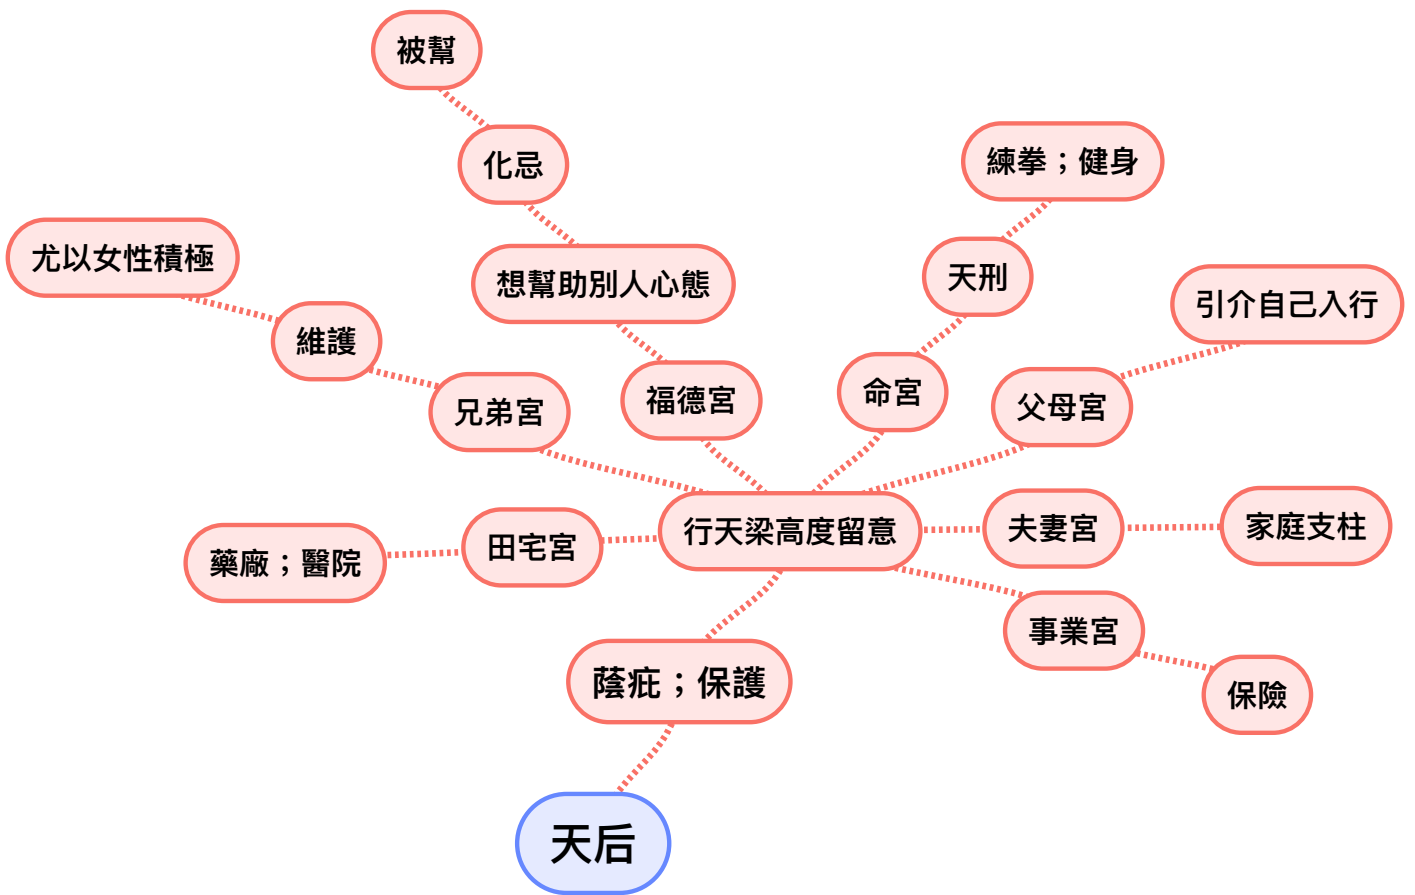 被幫
化忌
練拳；健身
尤以女性積極
想幫助別人心態
天刑
引介自己入行
維護
兄弟宮
福德宮
命宮
父母宮
藥廠；醫院
田宅宮
行天梁高度留意
夫妻宮
家庭支柱
事業宮
蔭疪；保護
保險
天后